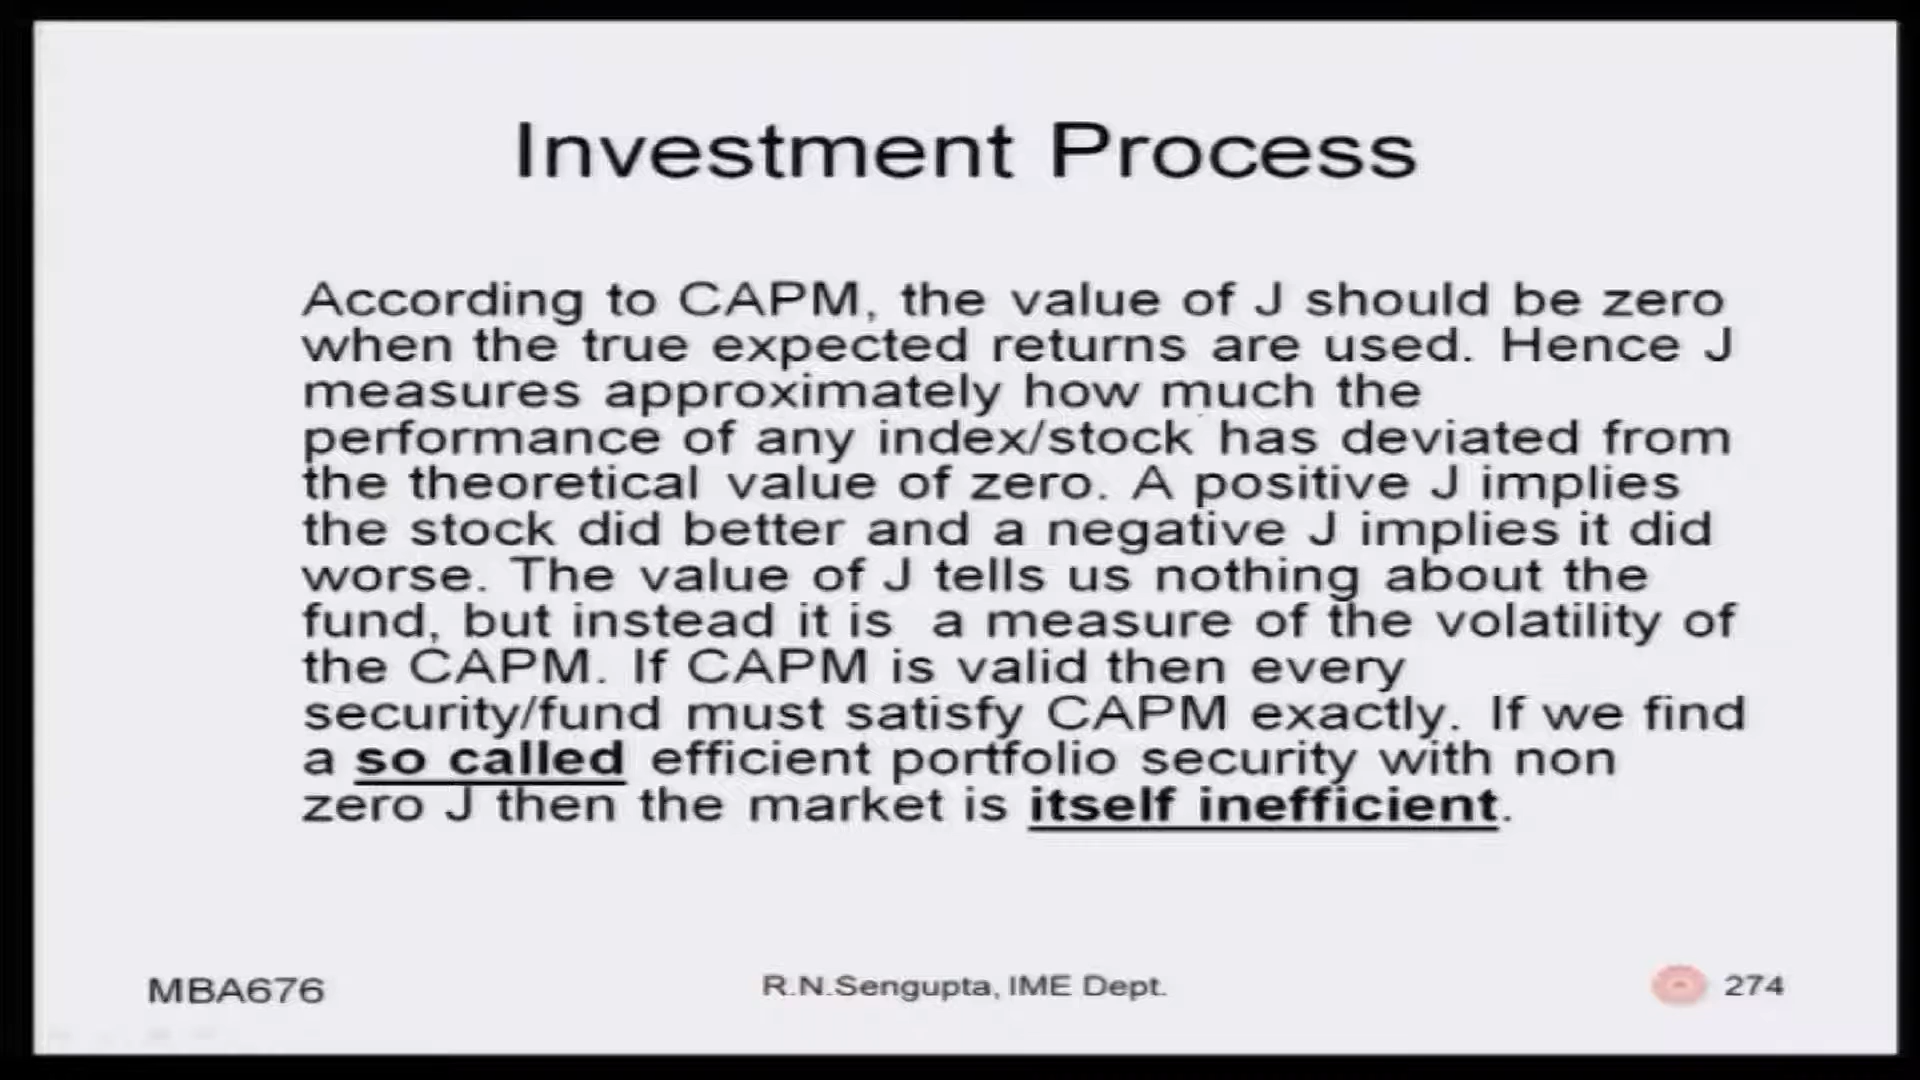 Investment Process
According to CAPM, the value of J should be zero
when the true expected returns are used. Hence J
measures approximately how much the
performance of any index/stock has deviated from
the theoretical value of zero. A positive J implies
the stock did better and a negative J implies it did
worse. The value of J tells us nothing about the
fund, but instead it is a measure of the volatility of
the CAPM. If CAPM is valid then every
security/fund must satisfy CAPM exactly. If we find
a so called efficient portfolio security with non
zero J then the market is itself inefficient.
MBA676
R.N.Sengupta, IME Dept.
274